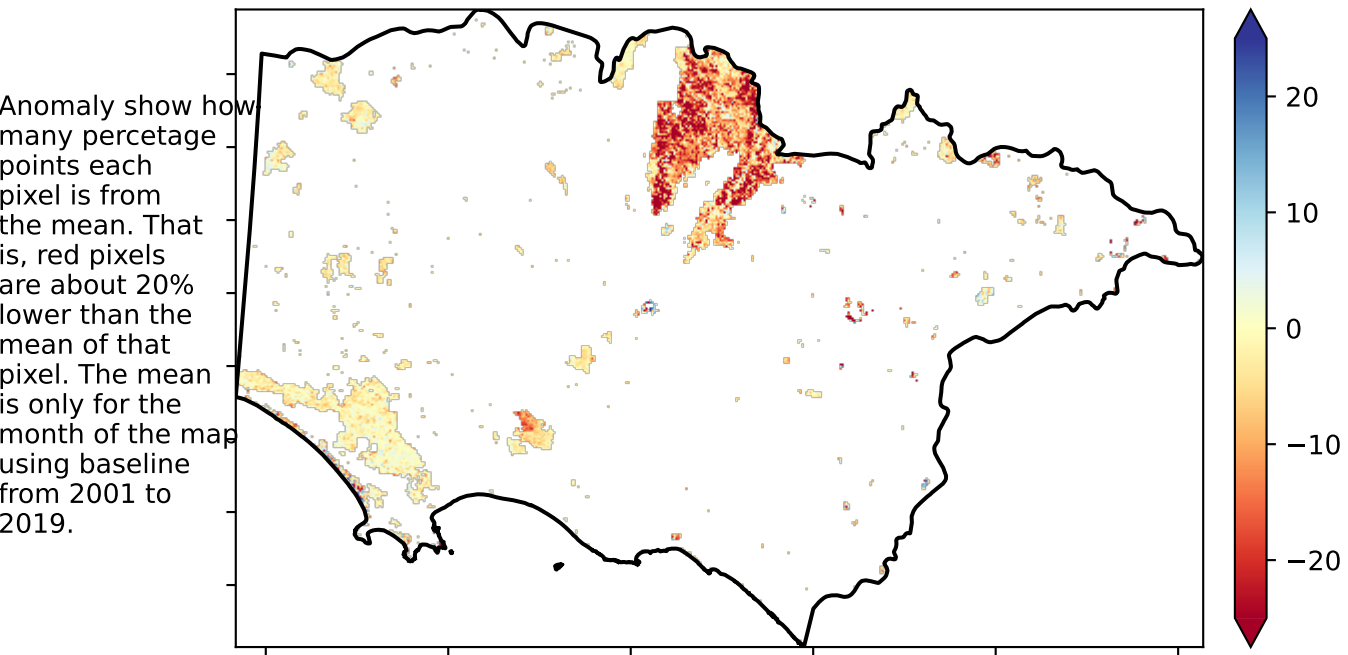 Anomaly show how
many percetage
points each
pixel is from
the mean. That
is, red pixels
are about 20%
lower than the
mean of that
pixel. The mean
is only for the
month of the map
using baseline
from 2001 to
2019.
20
10
0
−10
−20